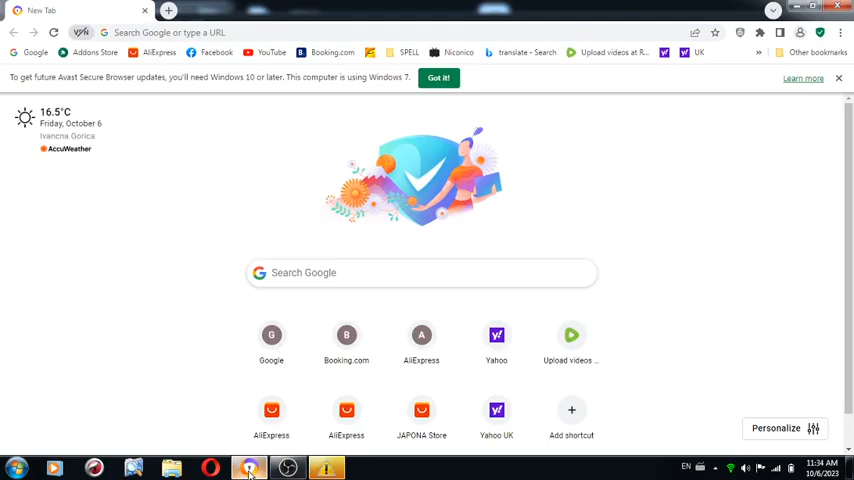 New Tab
VPN Search Google or type a URL
Google Addons Store AliExpress Facebook YouTube Booking.com SPELL Niconico translate - Search Upload videos at R... UK » Other bookmarks
To get future Avast Secure Browser updates, you'll need Windows 10 or later. This computer is using Windows 7. Got it! Learn more
16.5°C
Friday, October 6
Ivancna Gorica
AccuWeather
Search Google
G B A y!
Google Booking.com AliExpress Yahoo Upload videos ...
y! +
AliExpress AliExpress JAPONA Store Yahoo UK Add shortcut
Personalize
EN 11:34 AM
10/6/2023